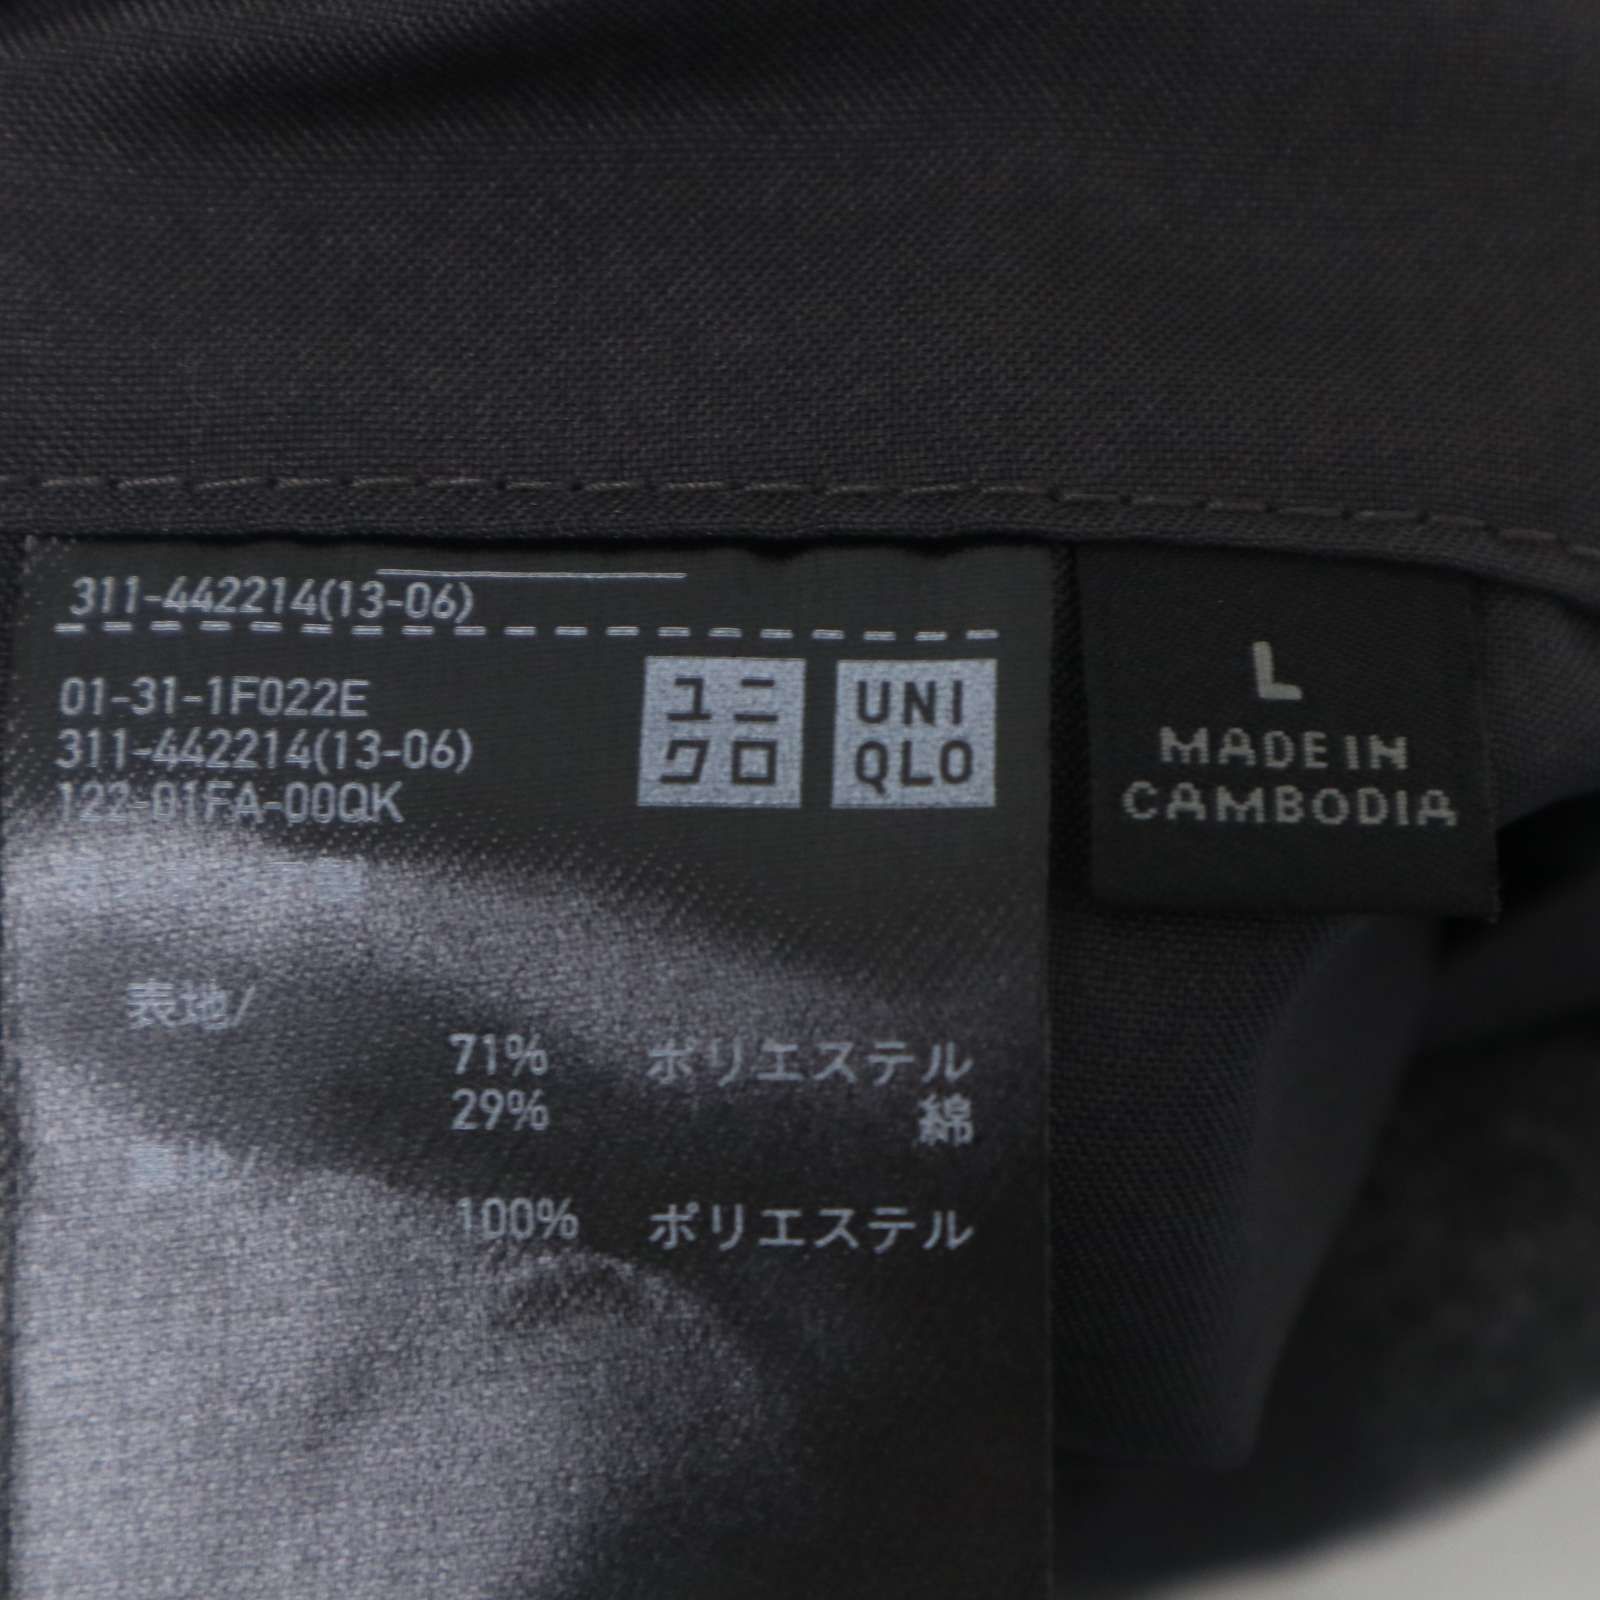 311-442214(13-06)
01-31-1F022E
311-442214(13-06)
122-01FA-00QK
ユニ
クロ
UNI
QLO
L
MADE IN
CAMBODIA
表地/
71% ポリエステル
29% 綿
地/
100% ポリエステル